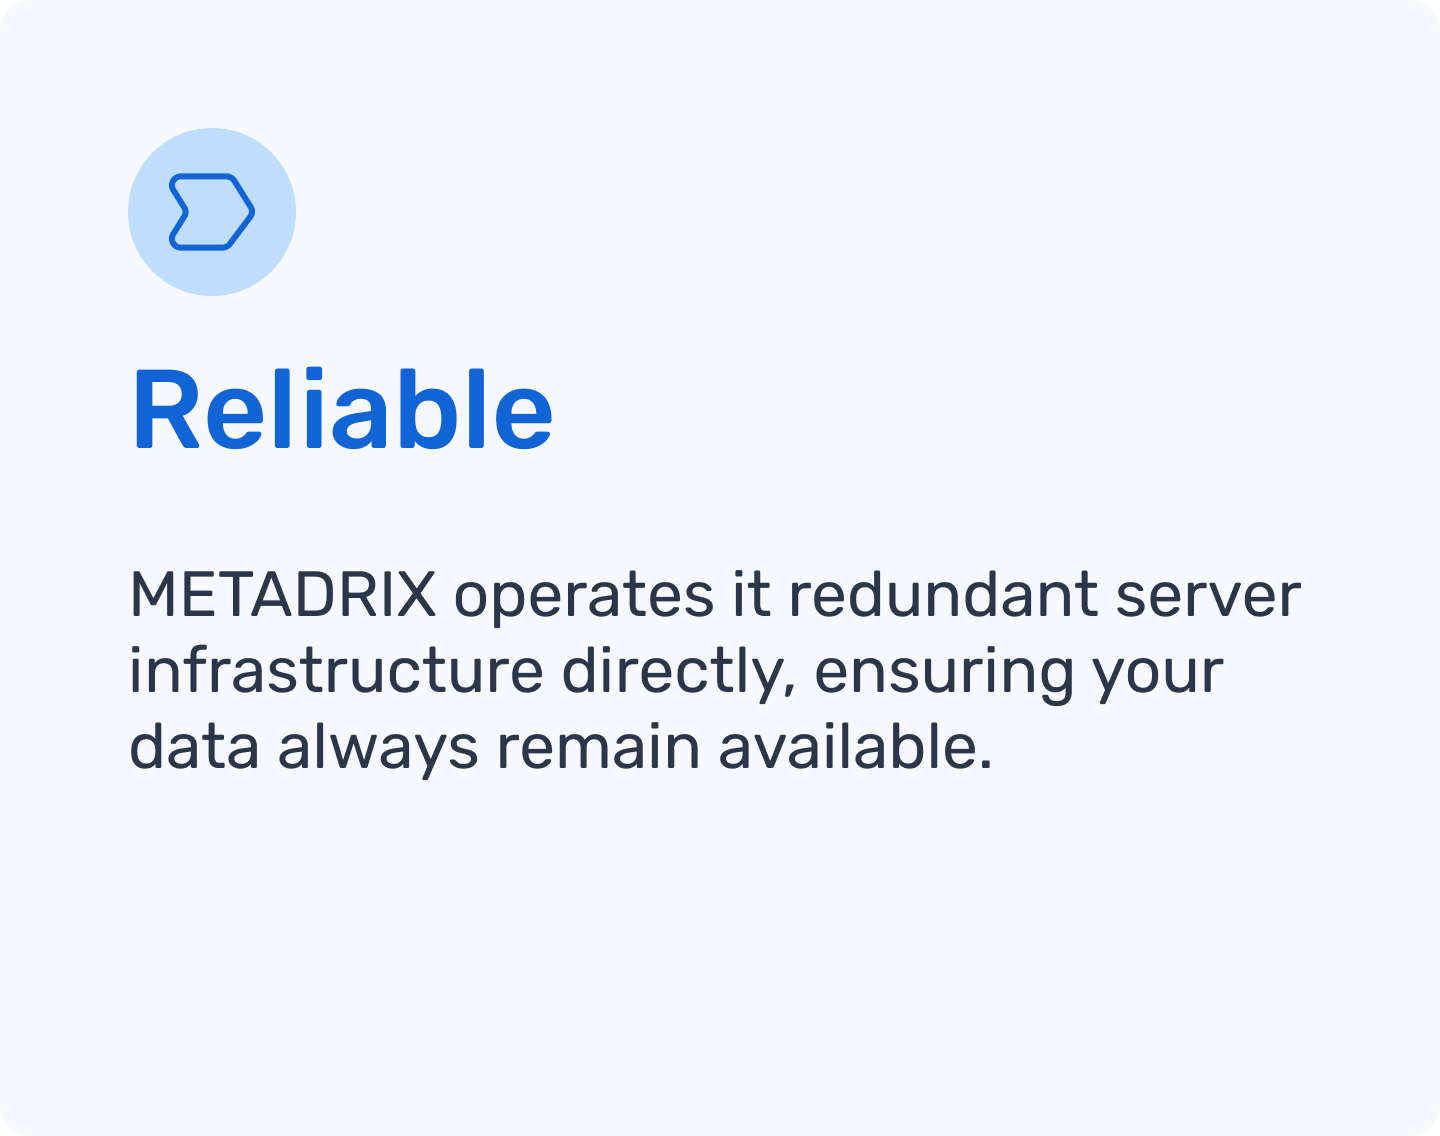 Reliable
METADRIX operates it redundant server
infrastructure directly, ensuring your
data always remain available.